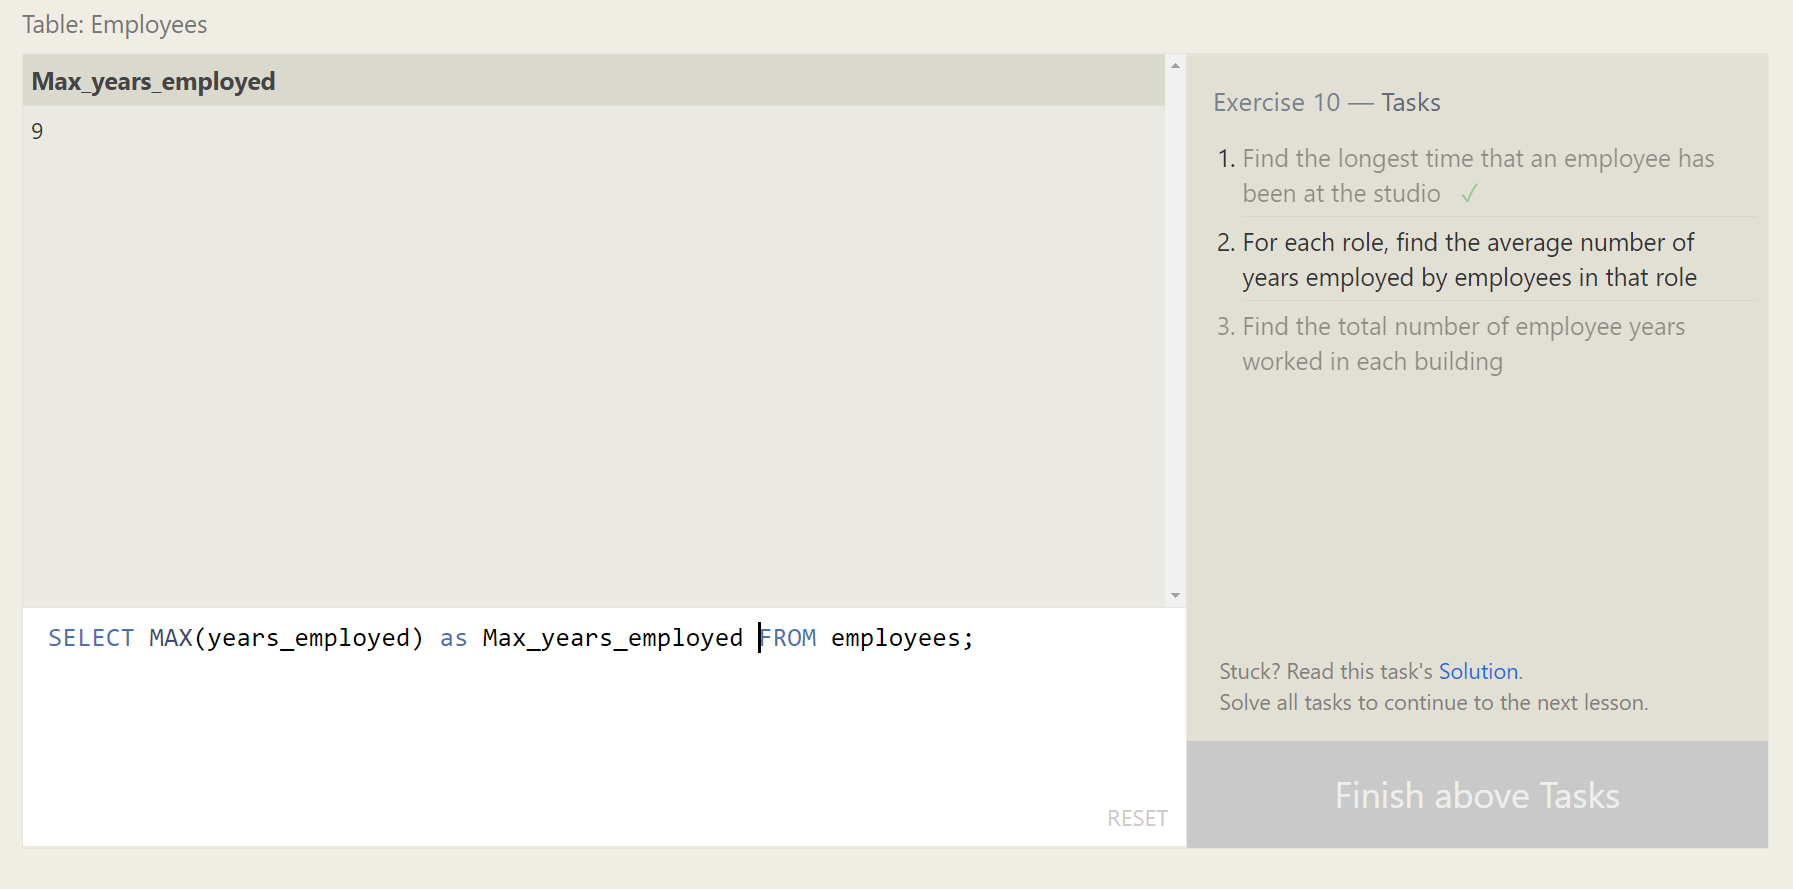 Table: Employees
Max_years_employed
9
SELECT MAX(years_employed) as Max_years_employed FROM employees;
RESET
Exercise 10 — Tasks
1. Find the longest time that an employee has
been at the studio ✓
2. For each role, find the average number of
years employed by employees in that role
3. Find the total number of employee years
worked in each building
Stuck? Read this task's Solution.
Solve all tasks to continue to the next lesson.
Finish above Tasks